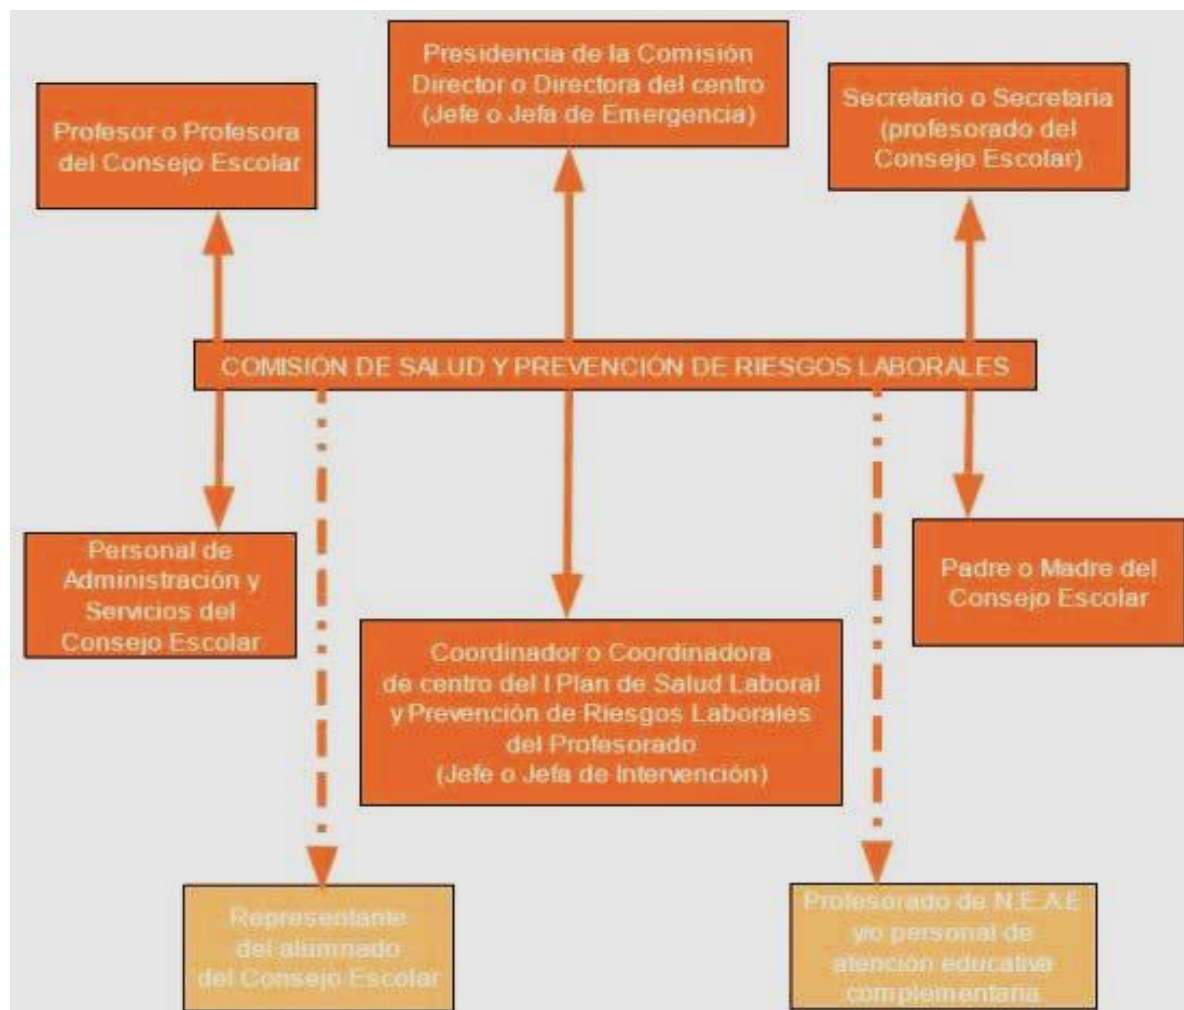 Presidencia de la Comisión
Director o Directora del centro
(Jefe o Jefa de Emergencia)
Profesor o Profesora
del Consejo Escolar
Secretario o Secretaria
(profesorado del
Consejo Escolar)
COMISIÓN DE SALUD Y PREVENCIÓN DE RIESGOS LABORALES
Personal de
Administración y
Servicios del
Consejo Escolar
Padre o Madre del
Consejo Escolar
Coordinador o Coordinadora
de centro del I Plan de Salud Laboral
y Prevención de Riesgos Laborales
del Profesorado
(Jefe o Jefa de Intervención)
Representante
del alumnado
del Consejo Escolar
Profesorado de N.E.A.E
y/o personal de
atención educativa
complementaria